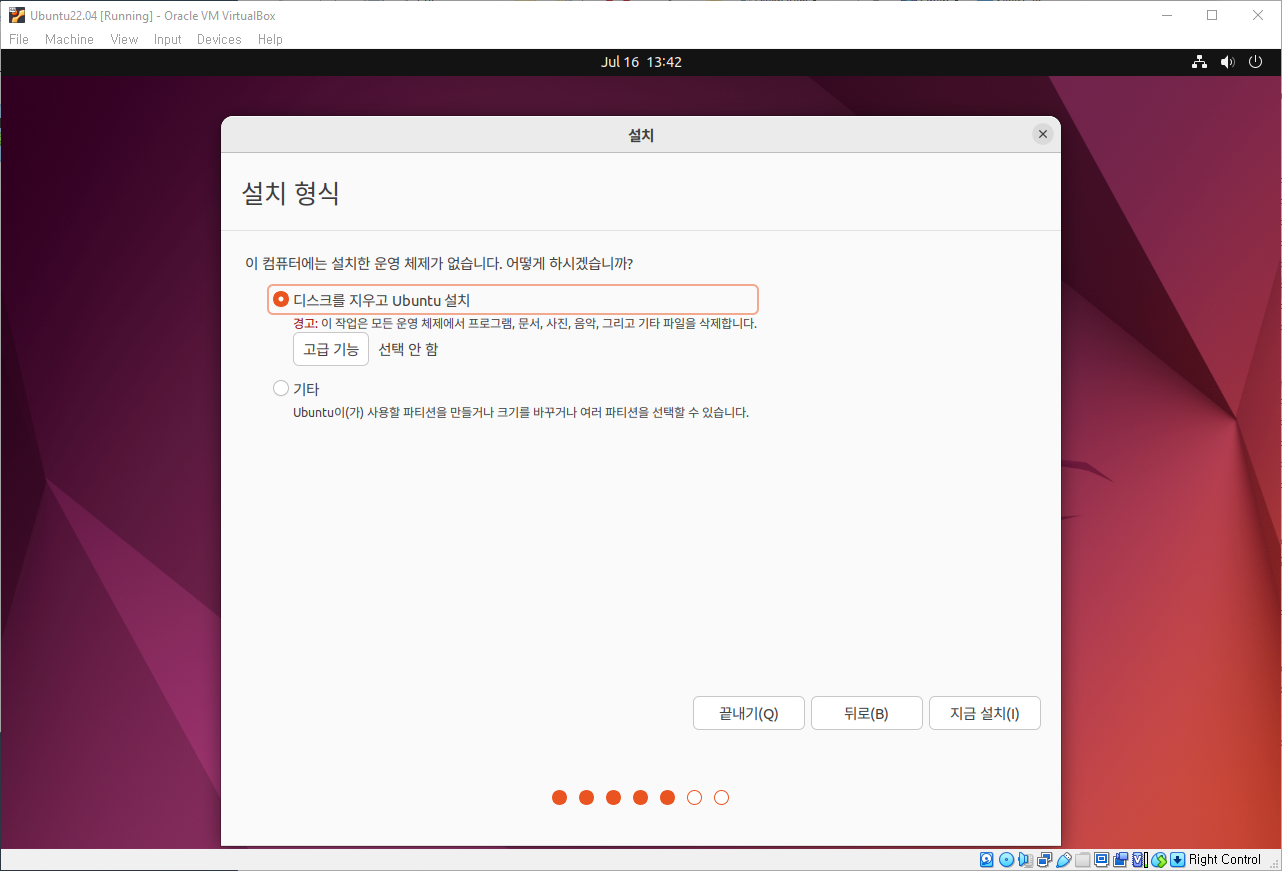 Ubuntu22.04 [Running] - Oracle VM VirtualBox
File Machine View Input Devices Help
Jul 16 13:42
설치
설치 형식
이 컴퓨터에는 설치한 운영 체제가 없습니다. 어떻게 하시겠습니까?
디스크를 지우고 Ubuntu 설치
경고: 이 작업은 모든 운영 체제에서 프로그램, 문서, 사진, 음악, 그리고 기타 파일을 삭제합니다.
고급 기능 선택 안 함
기타
Ubuntu이(가) 사용할 파티션을 만들거나 크기를 바꾸거나 여러 파티션을 선택할 수 있습니다.
끝내기(Q) 뒤로(B) 지금 설치(I)
Right Control